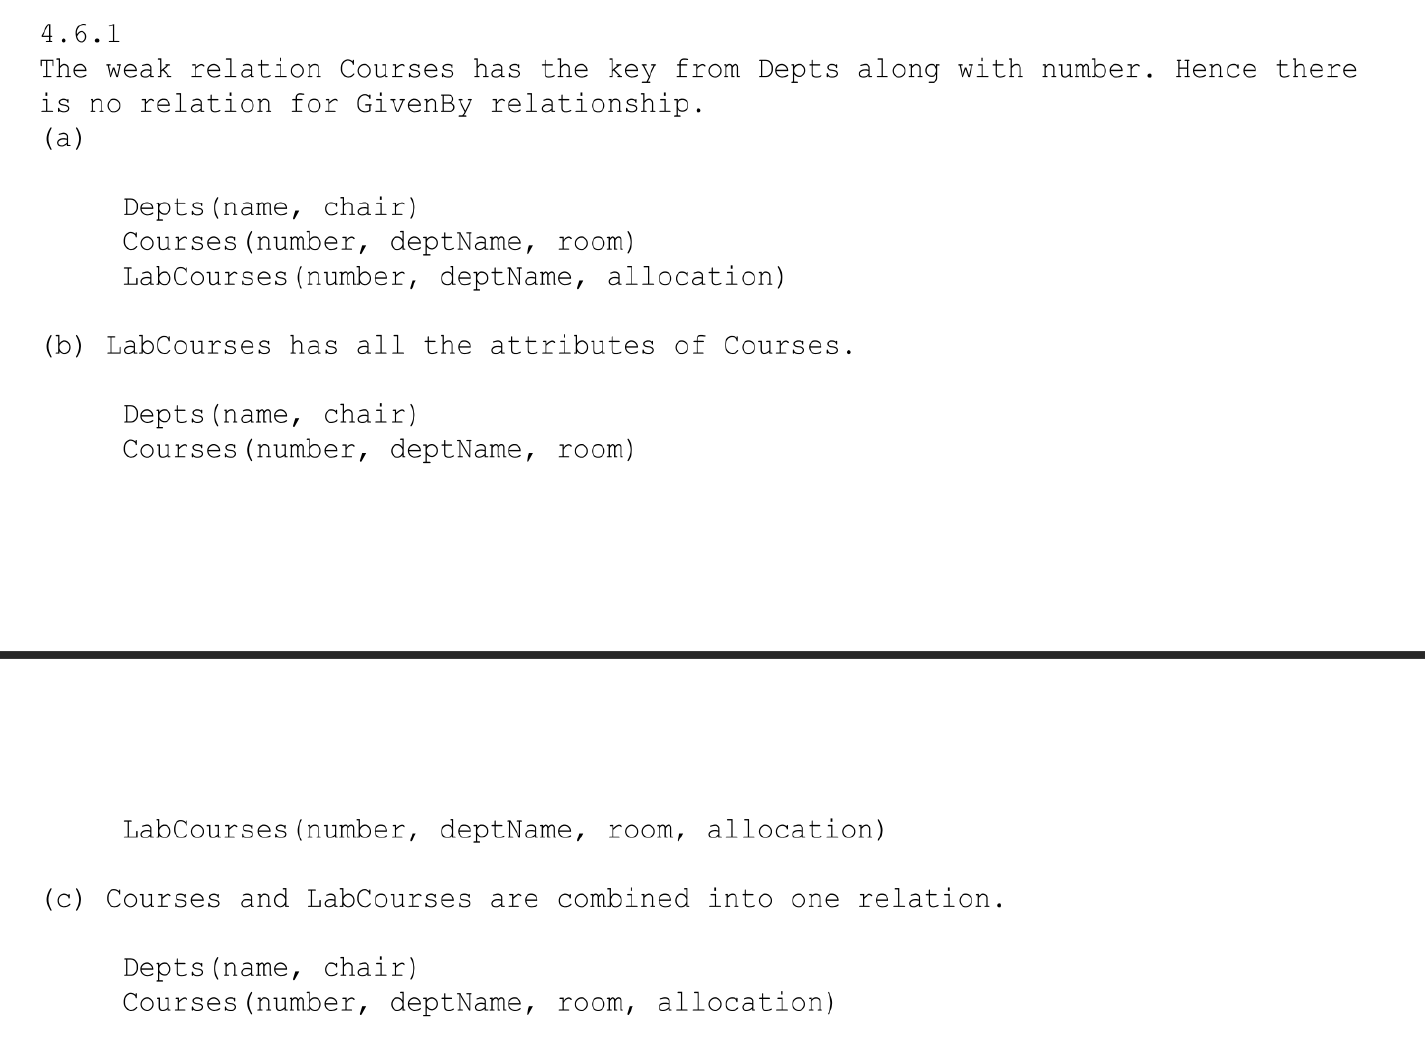 4.6.1
The weak relation Courses has the key from Depts along with number. Hence there
is no relation for GivenBy relationship.
(a)
Depts(name, chair)
Courses(number, deptName, room)
LabCourses(number, deptName, allocation)
(b) LabCourses has all the attributes of Courses.
Depts(name, chair)
Courses(number, deptName, room)
LabCourses(number, deptName, room, allocation)
(c) Courses and LabCourses are combined into one relation.
Depts(name, chair)
Courses(number, deptName, room, allocation)